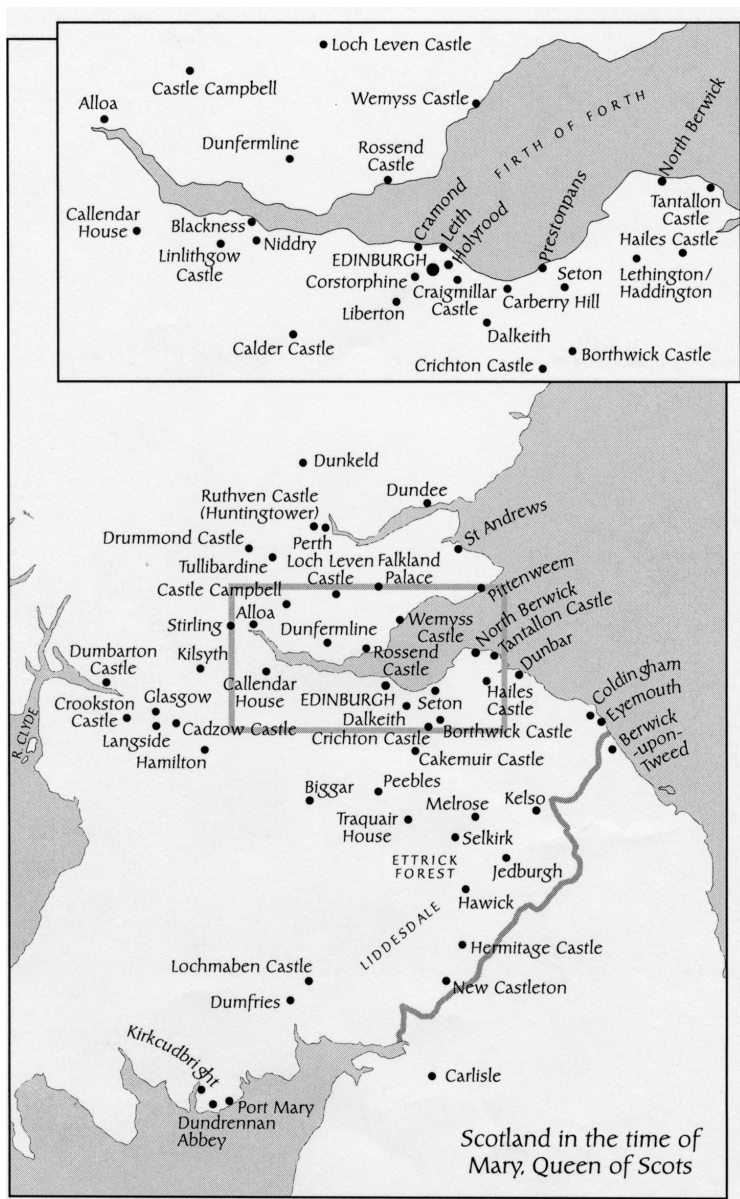 Loch Leven Castle
Castle Campbell
Wemyss Castle
Alloa
FIRTH OF FORTH
North Berwick
Dunfermline
Rossend
Castle
Cramond
Leith
Holyrood
Prestonpans
Tantallon
Castle
Callendar
House
Blackness
Niddry
Linlithgow
Castle
EDINBURGH
Corstorphine
Craigmillar
Castle
Seton
Carberry Hill
Hailes Castle
Lethington/
Haddington
Liberton
Dalkeith
Calder Castle
Borthwick Castle
Crichton Castle
Dunkeld
Ruthven Castle
(Huntingtower)
Dundee
Perth
St Andrews
Drummond Castle
Tullibardine
Loch Leven
Castle
Falkland
Palace
Castle Campbell
Pittenweem
Stirling
Alloa
Dunfermline
Wemyss
Castle
North Berwick
Tantallon Castle
Dunbar
Dumbarton
Castle
Kilsyth
Rossend
Castle
Callendar
House
Crookston
Castle
Glasgow
EDINBURGH
Seton
Hailes
Castle
Coldingham
Eyemouth
Berwick
-upon-
Tweed
R. CLYDE
Langside
Cadzow Castle
Dalkeith
Borthwick Castle
Crichton Castle
Hamilton
Cakemuir Castle
Biggar
Peebles
Traquair
House
Melrose
Kelso
Selkirk
ETTRICK
FOREST
Jedburgh
Hawick
LIDDESDALE
Hermitage Castle
Lochmaben Castle
New Castleton
Dumfries
Kirkcudbright
Carlisle
Port Mary
Dundrennan
Abbey
Scotland in the time of
Mary, Queen of Scots